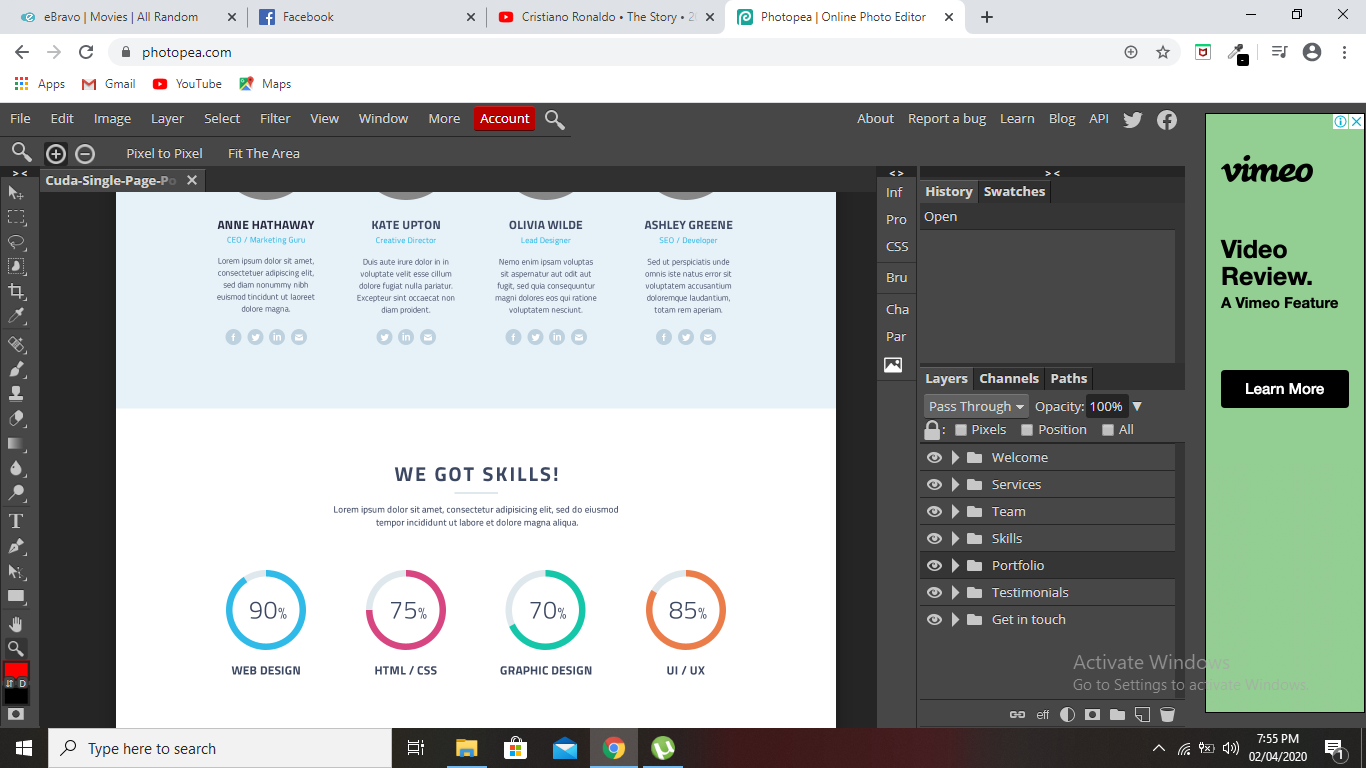 eBravo | Movies | All Random
Facebook
Cristiano Ronaldo • The Story • 2
Photopea | Online Photo Editor
photopea.com
Apps
Gmail
YouTube
Maps
File
Edit
Image
Layer
Select
Filter
View
Window
More
Account
About
Report a bug
Learn
Blog
API
Pixel to Pixel
Fit The Area
> <
Cuda-Single-Page-Po
< >
> <
Inf
Pro
CSS
Bru
Cha
Par
History
Swatches
Open
ANNE HATHAWAY
CEO / Marketing Guru
Lorem ipsum dolor sit amet,
consectetuer adipiscing elit,
sed diam nonummy nibh
euismod tincidunt ut laoreet
dolore magna.
KATE UPTON
Creative Director
Duis aute irure dolor in in
voluptate velit esse cillum
dolore fugiat nulla pariatur.
Excepteur sint occaecat non
diam proident.
OLIVIA WILDE
Lead Designer
Nemo enim ipsam voluptas
sit aspernatur aut odit aut
fugit, sed quia consequuntur
magni dolores eos qui ratione
voluptatem nesciunt.
ASHLEY GREENE
SEO / Developer
Sed ut perspiciatis unde
omnis iste natus error sit
voluptatem accusantium
doloremque laudantium,
totam rem aperiam.
WE GOT SKILLS!
Lorem ipsum dolor sit amet, consectetur adipisicing elit, sed do eiusmod
tempor incididunt ut labore et dolore magna aliqua.
90%
WEB DESIGN
75%
HTML / CSS
70%
GRAPHIC DESIGN
85%
UI / UX
Layers
Channels
Paths
Pass Through
Opacity: 100%
: Pixels
Position
All
Welcome
Services
Team
Skills
Portfolio
Testimonials
Get in touch
eff
D
vimeo
Video
Review.
A Vimeo Feature
Learn More
Activate Windows
Go to Settings to activate Windows.
Type here to search
7:55 PM
02/04/2020
1